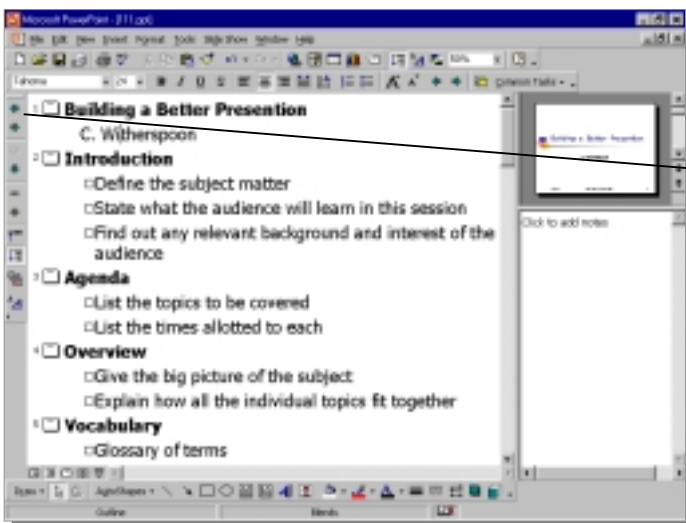 Microsoft PowerPoint - [111.ppt]
File Edit View Insert Format Tools Slide Show Window Help
Tahoma
Common Tasks
1 Building a Better Presention
C. Witherspoon
2 Introduction
Define the subject matter
State what the audience will learn in this session
Find out any relevant background and interest of the
audience
3 Agenda
List the topics to be covered
List the times allotted to each
4 Overview
Give the big picture of the subject
Explain how all the individual topics fit together
5 Vocabulary
Glossary of terms
Building a Better Presention
Click to add notes
Draw AutoShapes
Outline Blends